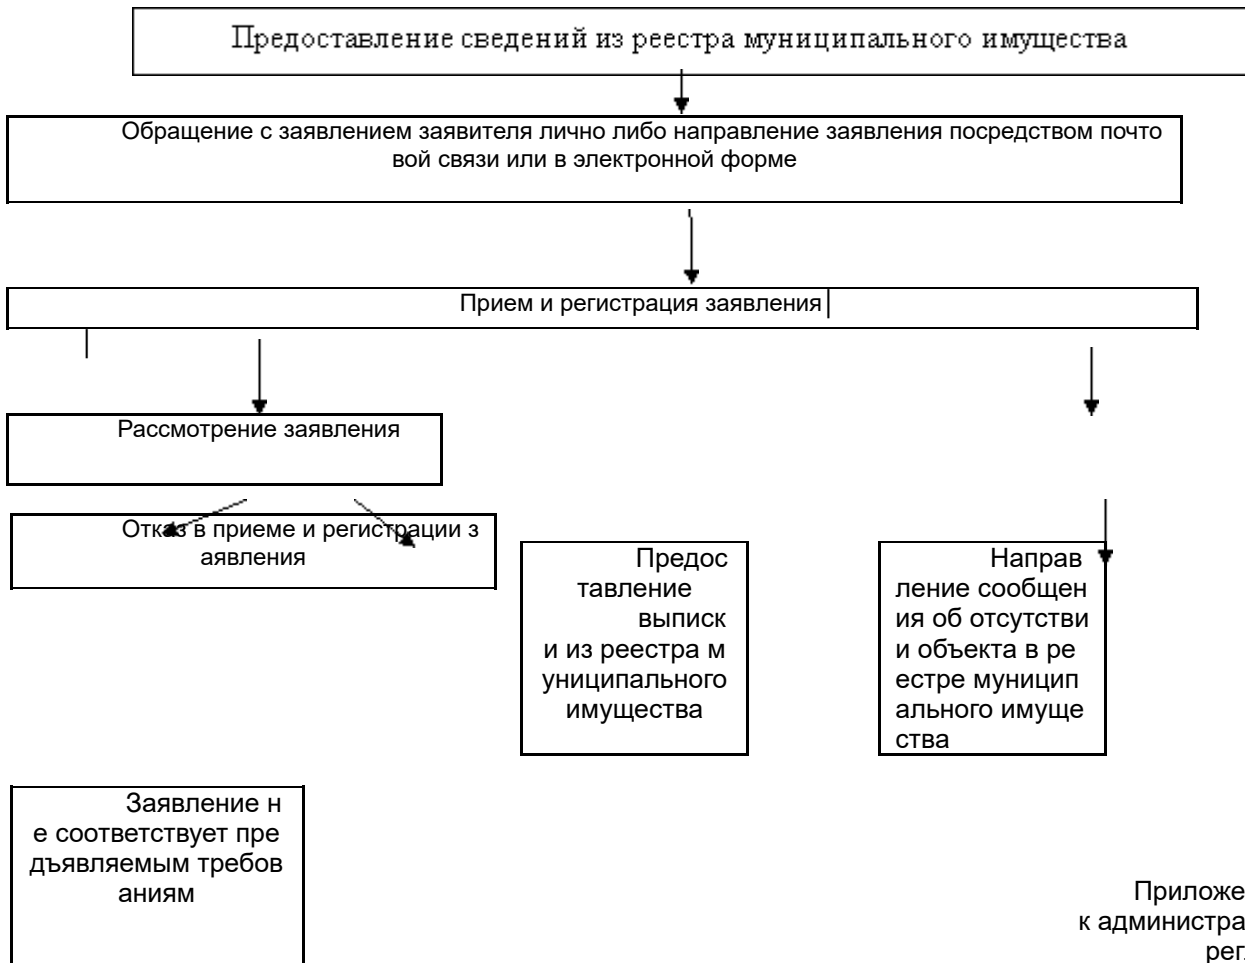 Предоставление сведений из реестра муниципального имущества
Обращение с заявлением заявителя лично либо направление заявления посредством почто
вой связи или в электронной форме
Прием и регистрация заявления
Рассмотрение заявления
Отказ в приеме и регистрации з
аявления
Предос
тавление
выписк
и из реестра м
униципального
имущества
Направ
ление сообщен
ия об отсутстви
и объекта в ре
естре муницип
ального имуще
ства
Заявление н
е соответствует пре
дъявляемым требов
аниям
Приложе
к администра
рег.